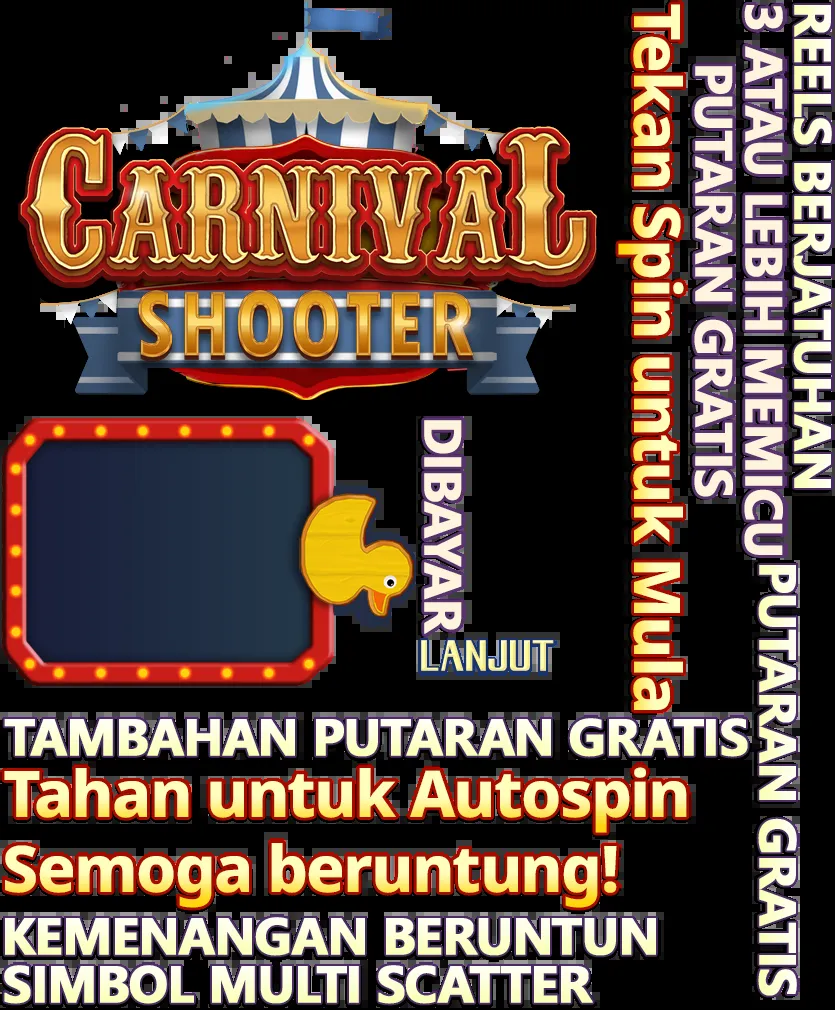 CARNIVAL
SHOOTER
REELS BERJATUHAN
3 ATAU LEBIH MEMICU
PUTARAN GRATIS
Tekan Spin untuk Mula
DIBAYAR
LANJUT
PUTARAN GRATIS
TAMBAHAN PUTARAN GRATIS
Tahan untuk Autospin
Semoga beruntung!
KEMENANGAN BERUNTUN
SIMBOL MULTI SCATTER